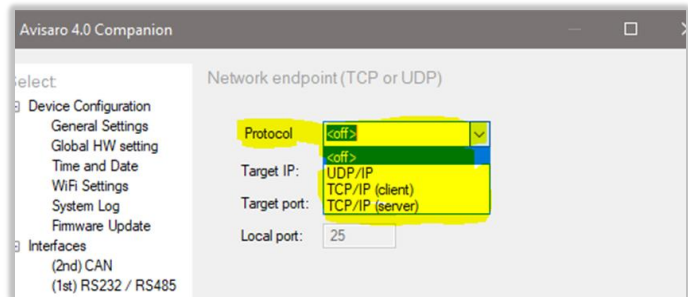 Avisaro 4.0 Companion
Select
Network endpoint (TCP or UDP)
Device Configuration
General Settings
Global HW setting
Time and Date
WiFi Settings
System Log
Firmware Update
Interfaces
(2nd) CAN
(1st) RS232 / RS485
Protocol
<off>
<off>
UDP/IP
TCP/IP (client)
TCP/IP (server)
Target IP:
Target port:
Local port:
25